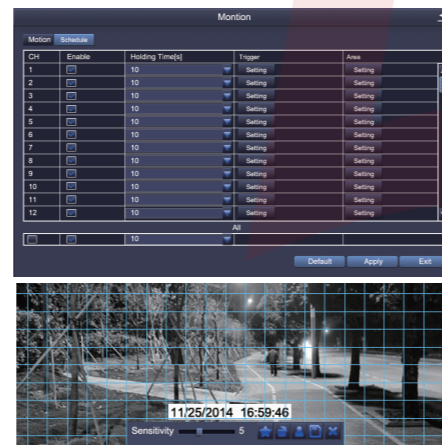 Montion
Motion Schedule
CH Enable Holding Time[s] Trigger Area
1 10 Setting Setting
2 10 Setting Setting
3 10 Setting Setting
4 10 Setting Setting
5 10 Setting Setting
6 10 Setting Setting
7 10 Setting Setting
8 10 Setting Setting
9 10 Setting Setting
10 10 Setting Setting
11 10 Setting Setting
12 10 Setting Setting
All
10
Default Apply Exit
11/25/2014 16:59:46
Sensitivity 5